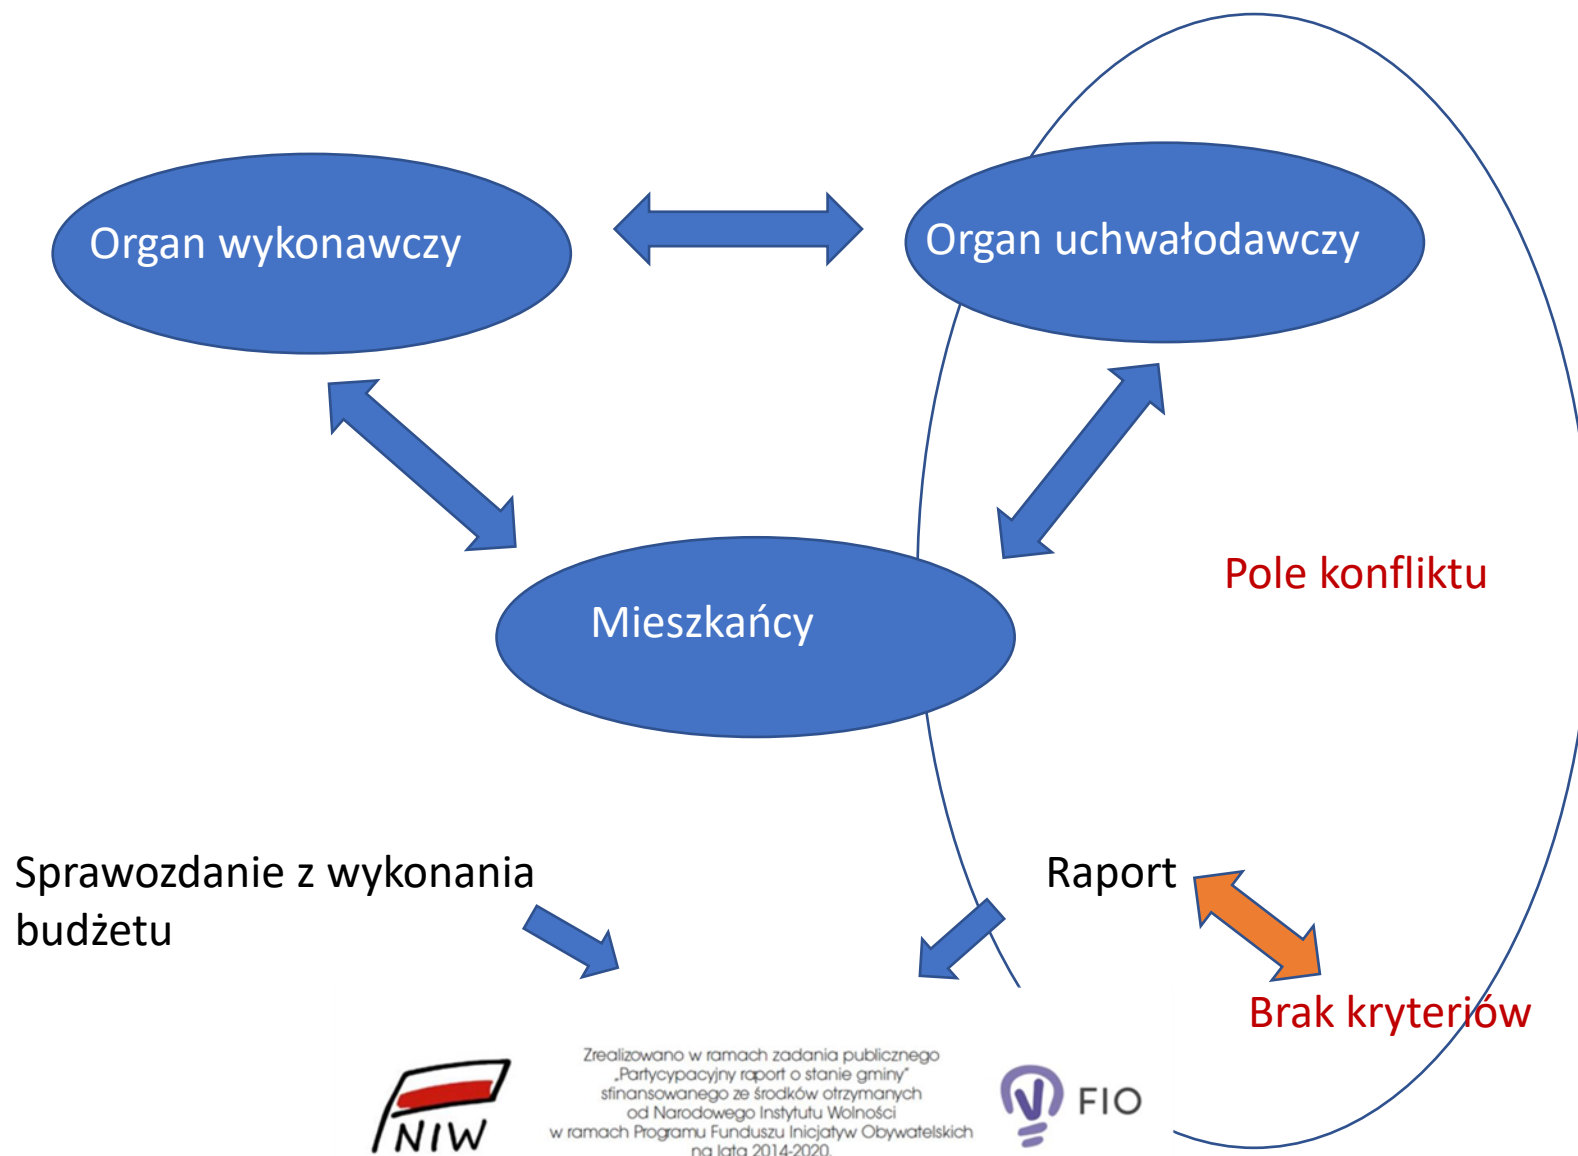 Organ wykonawczy
Organ uchwałodawczy
Pole konfliktu
Mieszkańcy
Sprawozdanie z wykonania
budżetu
Raport
Brak kryteriów
NIW
Zrealizowano w ramach zadania publicznego
„Partycypacyjny raport o stanie gminy”
sfinansowanego ze środków otrzymanych
od Narodowego Instytutu Wolności
w ramach Programu Funduszu Inicjatyw Obywatelskich
na lata 2014-2020.
FIO